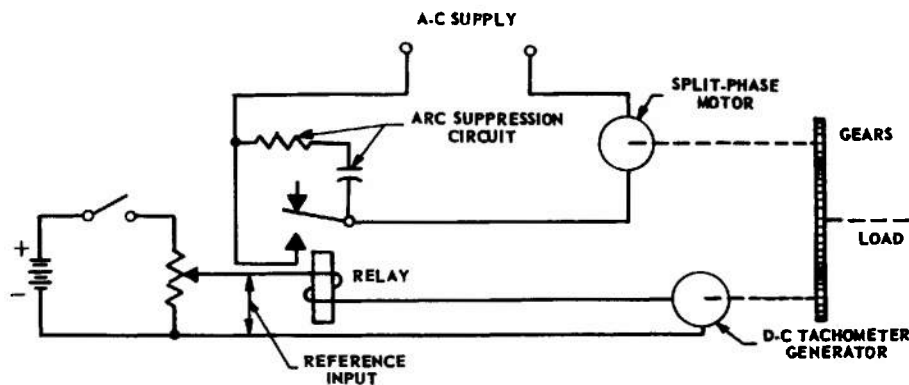 A-C SUPPLY
SPLIT-PHASE
MOTOR
ARC SUPPRESSION
CIRCUIT
GEARS
LOAD
+
−
RELAY
REFERENCE
INPUT
D-C TACHOMETER
GENERATOR